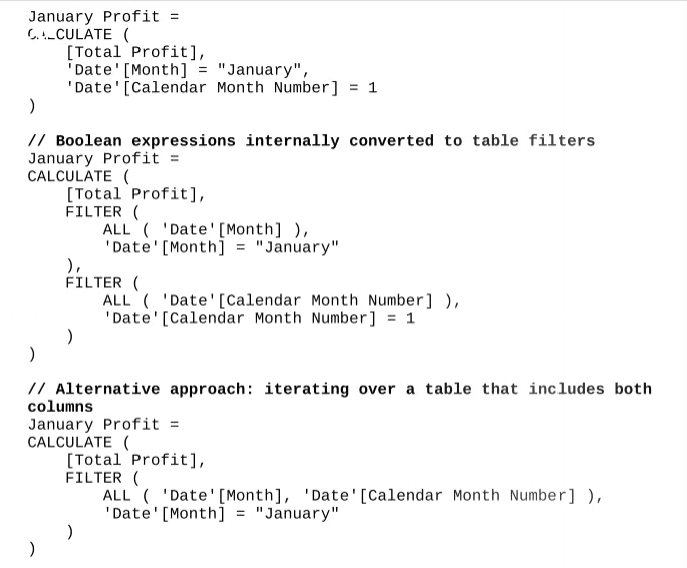 January Profit =
CALCULATE (
    [Total Profit],
    'Date'[Month] = "January",
    'Date'[Calendar Month Number] = 1
)
// Boolean expressions internally converted to table filters
January Profit =
CALCULATE (
    [Total Profit],
    FILTER (
        ALL ( 'Date'[Month] ),
        'Date'[Month] = "January"
    ),
    FILTER (
        ALL ( 'Date'[Calendar Month Number] ),
        'Date'[Calendar Month Number] = 1
    )
)
// Alternative approach: iterating over a table that includes both
columns
January Profit =
CALCULATE (
    [Total Profit],
    FILTER (
        ALL ( 'Date'[Month], 'Date'[Calendar Month Number] ),
        'Date'[Month] = "January"
    )
)